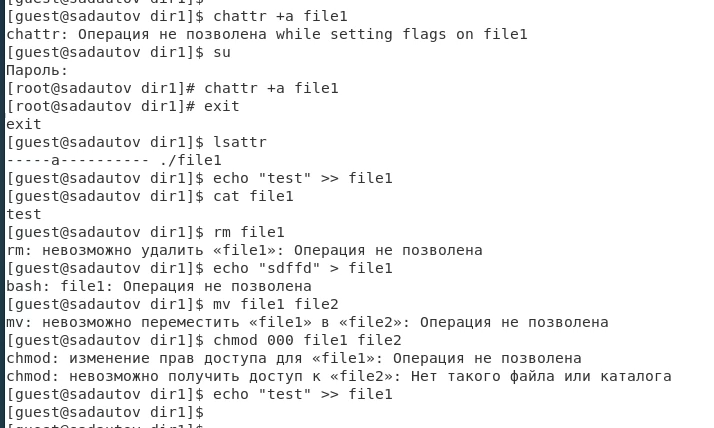 [guest@sadautov dir1]$ chattr +a file1
chattr: Операция не позволена while setting flags on file1
[guest@sadautov dir1]$ su
Пароль:
[root@sadautov dir1]# chattr +a file1
[root@sadautov dir1]# exit
exit
[guest@sadautov dir1]$ lsattr
-----a---------- ./file1
[guest@sadautov dir1]$ echo "test" >> file1
[guest@sadautov dir1]$ cat file1
test
[guest@sadautov dir1]$ rm file1
rm: невозможно удалить «file1»: Операция не позволена
[guest@sadautov dir1]$ echo "sdffd" > file1
bash: file1: Операция не позволена
[guest@sadautov dir1]$ mv file1 file2
mv: невозможно переместить «file1» в «file2»: Операция не позволена
[guest@sadautov dir1]$ chmod 000 file1 file2
chmod: изменение прав доступа для «file1»: Операция не позволена
chmod: невозможно получить доступ к «file2»: Нет такого файла или каталога
[guest@sadautov dir1]$ echo "test" >> file1
[guest@sadautov dir1]$